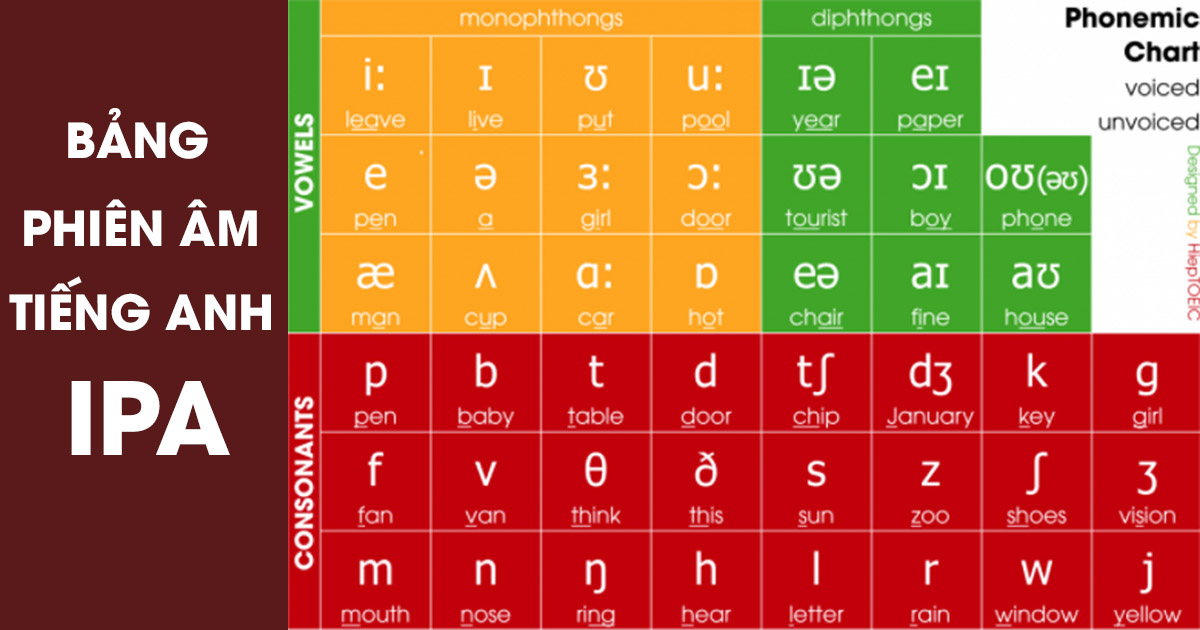 BẢNG
PHIÊN ÂM
TIẾNG ANH
IPA
monophthongs diphthongs
Phonemic
Chart
voiced
unvoiced
Designed by HiepTOEIC
VOWELS
i: ɪ ʊ u: ɪə eɪ
leave live put pool year paper
e ə ɜ: ɔ: ʊə ɔɪ oʊ(əʊ)
pen a girl door tourist boy phone
æ ʌ ɑ: ɒ eə aɪ aʊ
man cup car hot chair fine house
CONSONANTS
p b t d tʃ dʒ k g
pen baby table door chip January key girl
f v θ ð s z ʃ ʒ
fan van think this sun zoo shoes vision
m n ŋ h l r w j
mouth nose ring hear letter rain window yellow